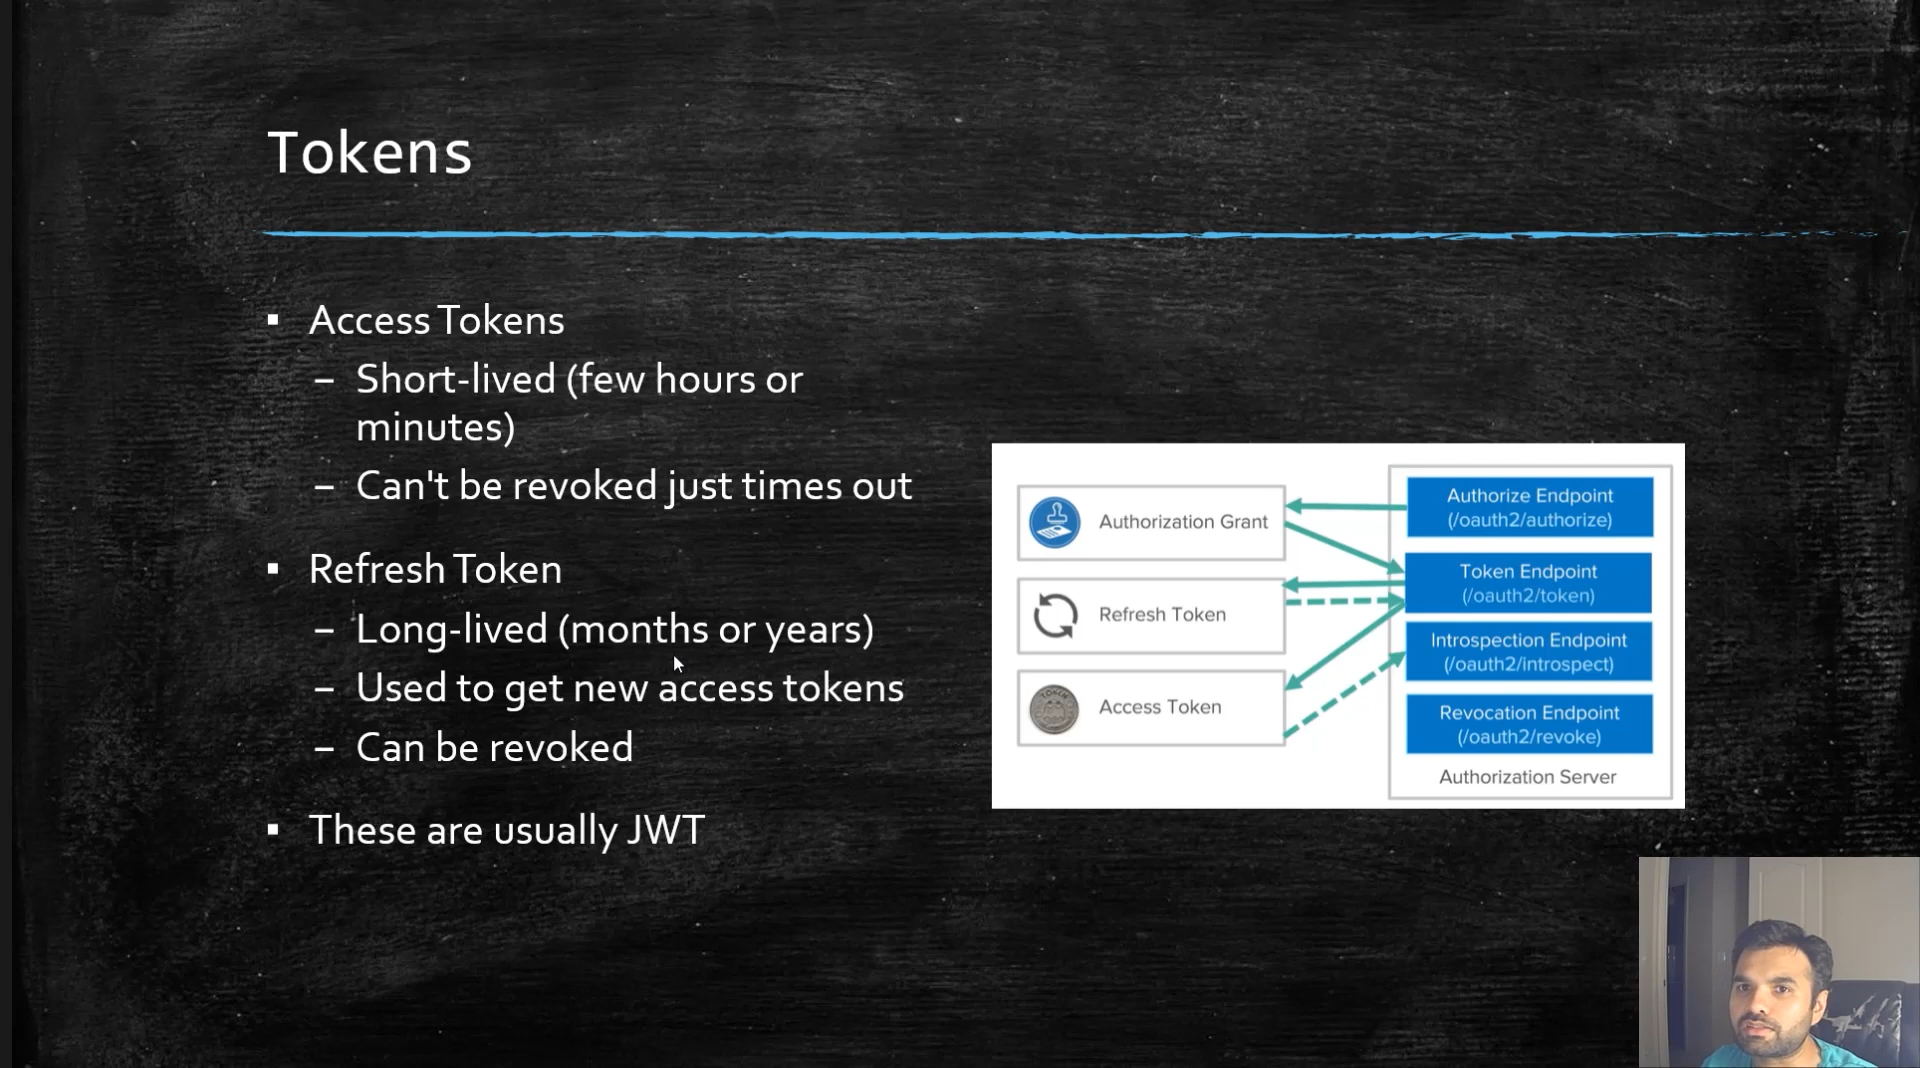 Tokens
▪ Access Tokens
– Short-lived (few hours or
minutes)
– Can't be revoked just times out
▪ Refresh Token
– Long-lived (months or years)
– Used to get new access tokens
– Can be revoked
▪ These are usually JWT
Authorization Grant
Refresh Token
Access Token
Authorize Endpoint
(/oauth2/authorize)
Token Endpoint
(/oauth2/token)
Introspection Endpoint
(/oauth2/introspect)
Revocation Endpoint
(/oauth2/revoke)
Authorization Server